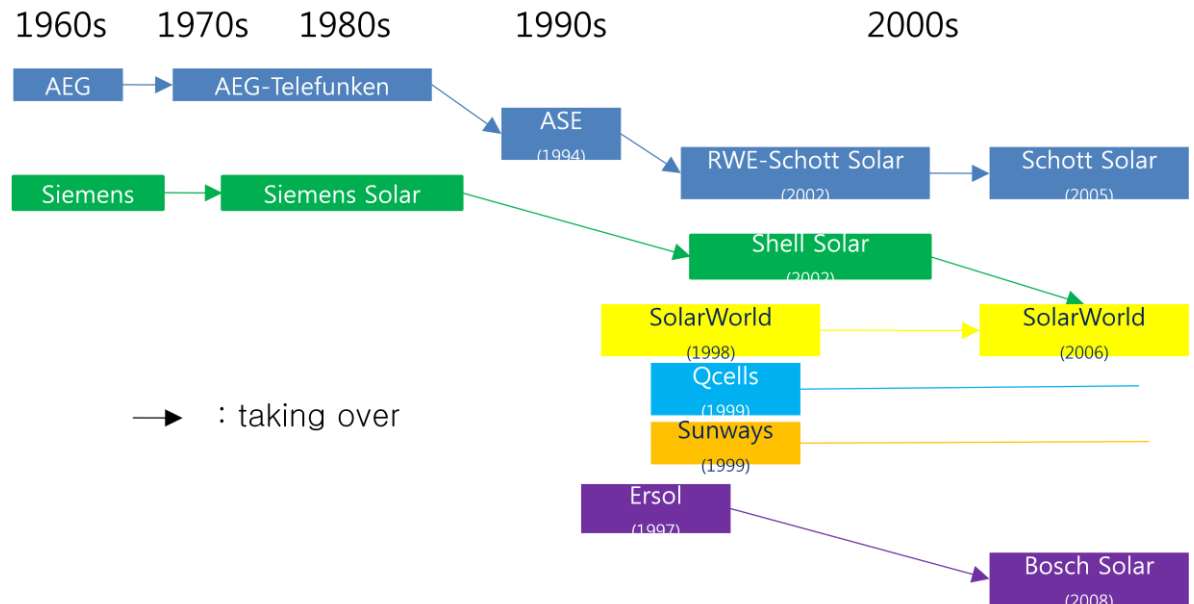 1960s 1970s 1980s 1990s 2000s
AEG AEG-Telefunken
ASE
(1994)
RWE-Schott Solar Schott Solar
(2002) (2005)
Siemens Siemens Solar
Shell Solar
(2002)
SolarWorld SolarWorld
(1998) (2006)
Qcells
(1999)
: taking over
Sunways
(1999)
Ersol
(1997)
Bosch Solar
(2008)